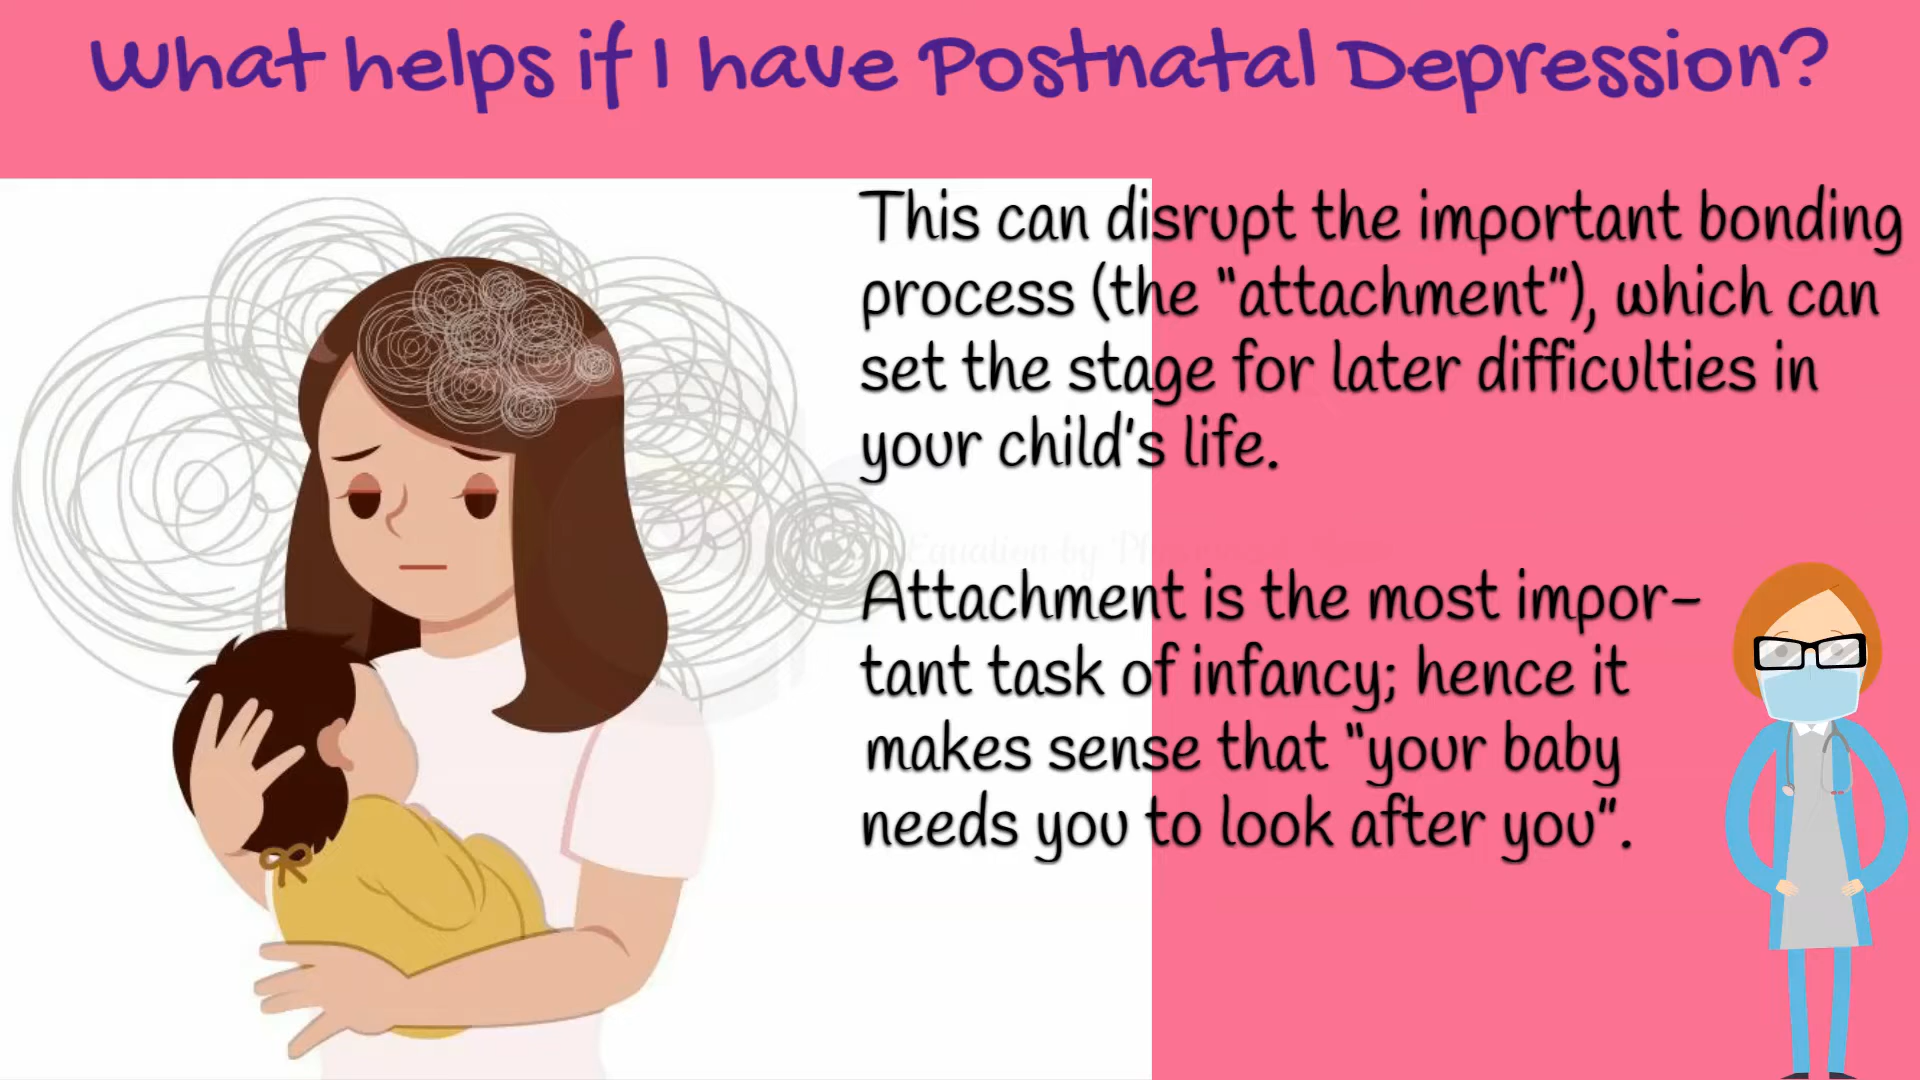 What helps if I have Postnatal Depression?
This can disrupt the important bonding
process (the "attachment"), which can
set the stage for later difficulties in
your child's life.
Equation by
Attachment is the most impor-
tant task of infancy; hence it
makes sense that "your baby
needs you to look after you".